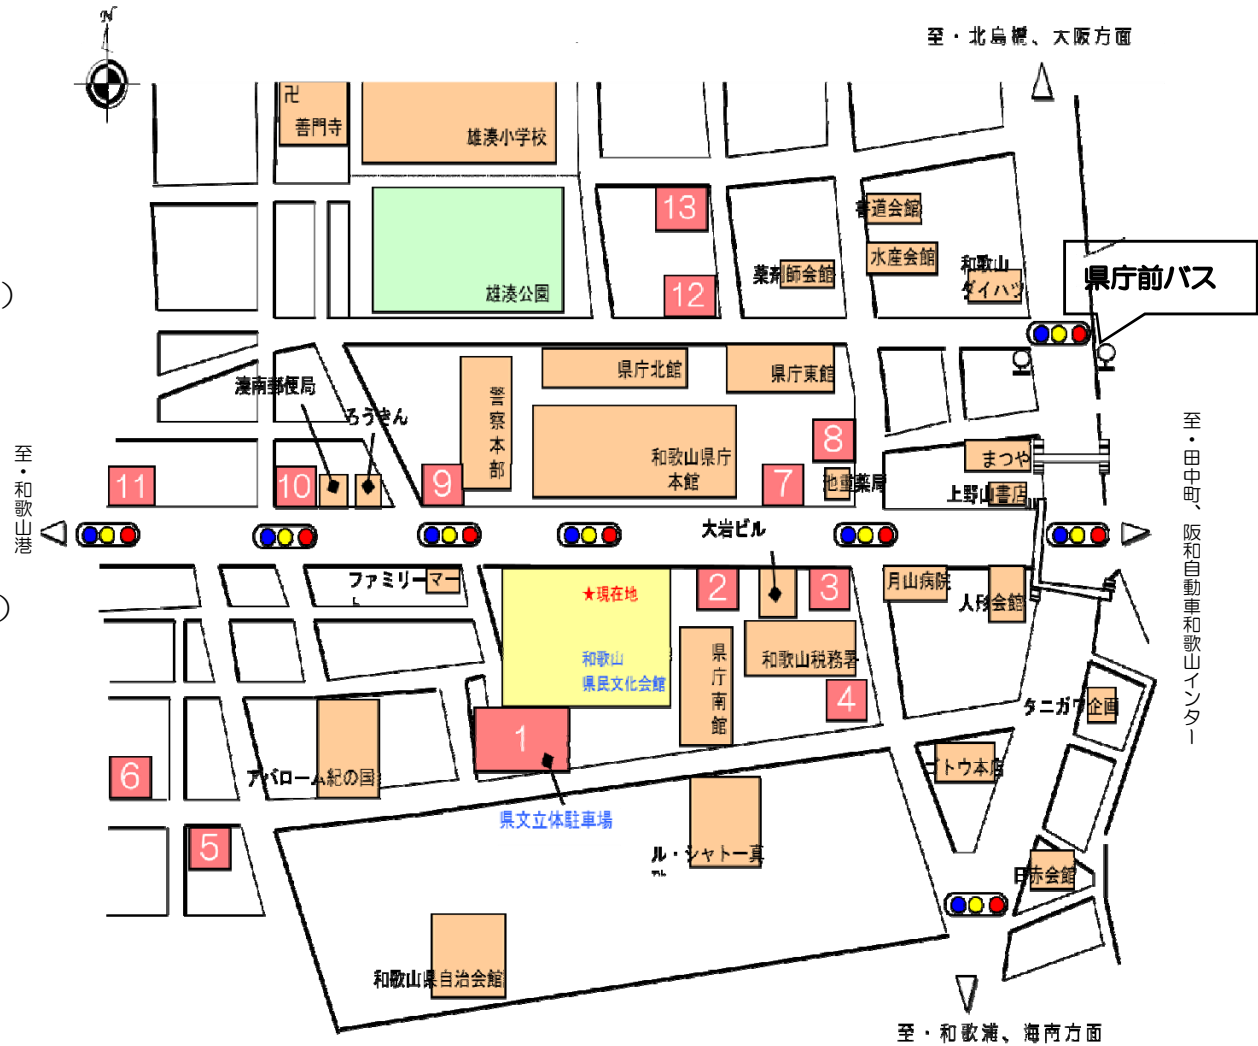 N
至・北島橋、大阪方面
卍
善門寺
雄湊小学校
13
書道会館
水産会館
和歌山
ダイハツ
薬剤師会館
県庁前バス
雄湊公園
12
)
湊南郵便局
ろうきん
警察本部
県庁北館
県庁東館
和歌山県庁
本館
8
7
池重薬局
まつや
上野山書店
至・田中町、阪和自動車和歌山インター
至・和歌山港
11
10
9
大岩ビル
ファミリーマー
ト
★現在地
和歌山
県民文化会館
2
3
月山病院
人形会館
県庁南館
和歌山税務署
4
)
タニガワ企画
1
6
アバローム紀の国
ゴトウ本店
県文立体駐車場
5
ル・シャトー真
日赤会館
和歌山県自治会館
至・和歌浦、海南方面